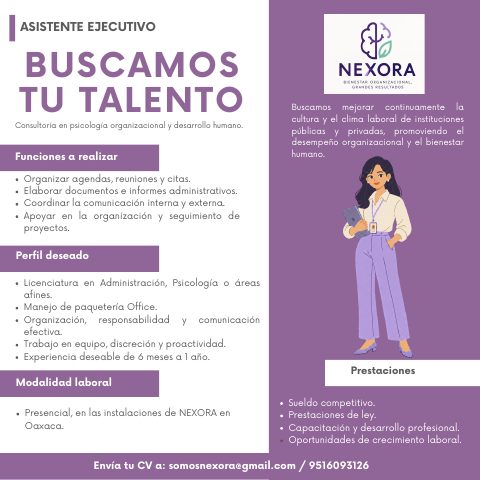 ASISTENTE EJECUTIVO
BUSCAMOS
TU TALENTO
Consultoría en psicología organizacional y desarrollo humano.
Funciones a realizar
• Organizar agendas, reuniones y citas.
• Elaborar documentos e informes administrativos.
• Coordinar la comunicación interna y externa.
• Apoyar en la organización y seguimiento de
proyectos.
Perfil deseado
• Licenciatura en Administración, Psicología o áreas
afines.
• Manejo de paquetería Office.
• Organización, responsabilidad y comunicación
efectiva.
• Trabajo en equipo, discreción y proactividad.
• Experiencia deseable de 6 meses a 1 año.
Modalidad laboral
• Presencial, en las instalaciones de NEXORA en
Oaxaca.
NEXORA
BIENESTAR ORGANIZACIONAL,
GRANDES RESULTADOS
Buscamos mejorar continuamente la
cultura y el clima laboral de instituciones
públicas y privadas, promoviendo el
desempeño organizacional y el bienestar
humano.
Prestaciones
• Sueldo competitivo.
• Prestaciones de ley.
• Capacitación y desarrollo profesional.
• Oportunidades de crecimiento laboral.
Envía tu CV a: somosnexora@gmail.com / 9516093126